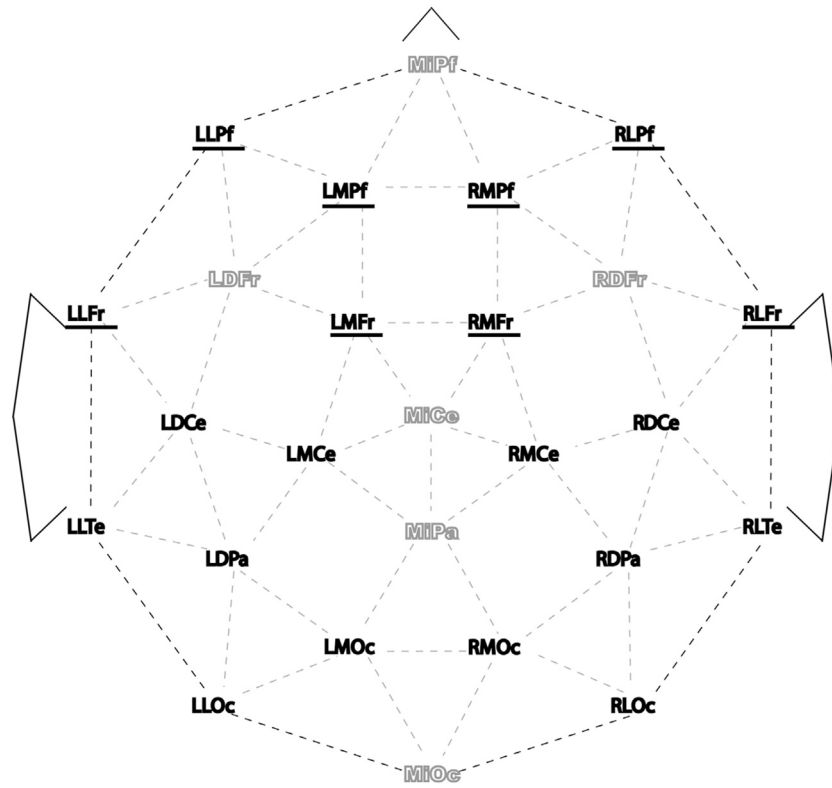 MiPf
LLPf RLPf
LMPf RMPf
LDFr RDFr
LLFr LMFr RMFr RLFr
LDCe MiCe RDCe
LMCe RMCe
LLTe MiPa RLTe
LDPa RDPa
LMOc RMOc
LLOc RLOc
MiOc